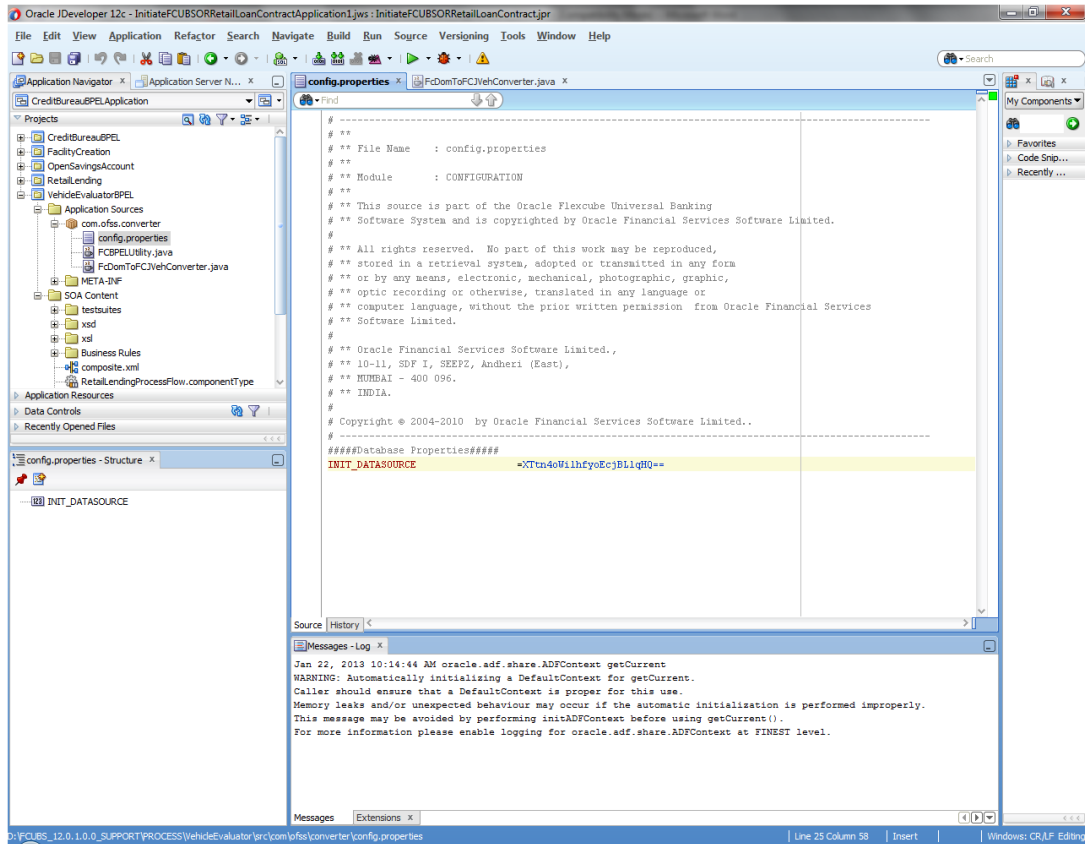 Oracle JDeveloper 12c - InitiateFCUBSORRetailLoanContractApplication1.jws : InitiateFCUBSORRetailLoanContract.jpr
File Edit View Application Refactor Search Navigate Build Run Source Versioning Tools Window Help
Search
Application Navigator x Application Server N... x
CreditBureauBPELApplication
Projects
CreditBureauBPEL
FacilityCreation
OpenSavingsAccount
RetailLending
VehicleEvaluatorBPEL
Application Sources
com.ofss.converter
config.properties
FCBPELUtility.java
FcDomToFCJVehConverter.java
META-INF
SOA Content
testsuites
xsd
xsl
Business Rules
composite.xml
RetailLendingProcessFlow.componentType
Application Resources
Data Controls
Recently Opened Files
config.properties - Structure x
INIT_DATASOURCE
config.properties x FcDomToFCJVehConverter.java x
Find
# ------------------------------------------------------------------------------------------------
# **
# ** File Name : config.properties
# **
# ** Module : CONFIGURATION
# **
# ** This source is part of the Oracle Flexcube Universal Banking
# ** Software System and is copyrighted by Oracle Financial Services Software Limited.
#
# ** All rights reserved. No part of this work may be reproduced,
# ** stored in a retrieval system, adopted or transmitted in any form
# ** or by any means, electronic, mechanical, photographic, graphic,
# ** optic recording or otherwise, translated in any language or
# ** computer language, without the prior written permission from Oracle Financial Services
# ** Software Limited.
#
# ** Oracle Financial Services Software Limited.,
# ** 10-11, SDF I, SEEPZ, Andheri (East),
# ** MUMBAI - 400 096.
# ** INDIA.
#
# Copyright © 2004-2010 by Oracle Financial Services Software Limited..
# ------------------------------------------------------------------------------------------------
#####Database Properties#####
INIT_DATASOURCE =XTtn4oWilhfyoEcjBLlqHQ==
Source History
Messages - Log x
Jan 22, 2013 10:14:44 AM oracle.adf.share.ADFContext getCurrent
WARNING: Automatically initializing a DefaultContext for getCurrent.
Caller should ensure that a DefaultContext is proper for this use.
Memory leaks and/or unexpected behaviour may occur if the automatic initialization is performed improperly.
This message may be avoided by performing initADFContext before using getCurrent().
For more information please enable logging for oracle.adf.share.ADFContext at FINEST level.
Messages Extensions x
My Components
Favorites
Code Snip...
Recently ...
D:\FCUBS_12.0.1.0.0_SUPPORT\PROCESS\VehicleEvaluator\src\com\ofss\converter\config.properties
Line 25 Column 58 Insert Windows: CR/LF Editing